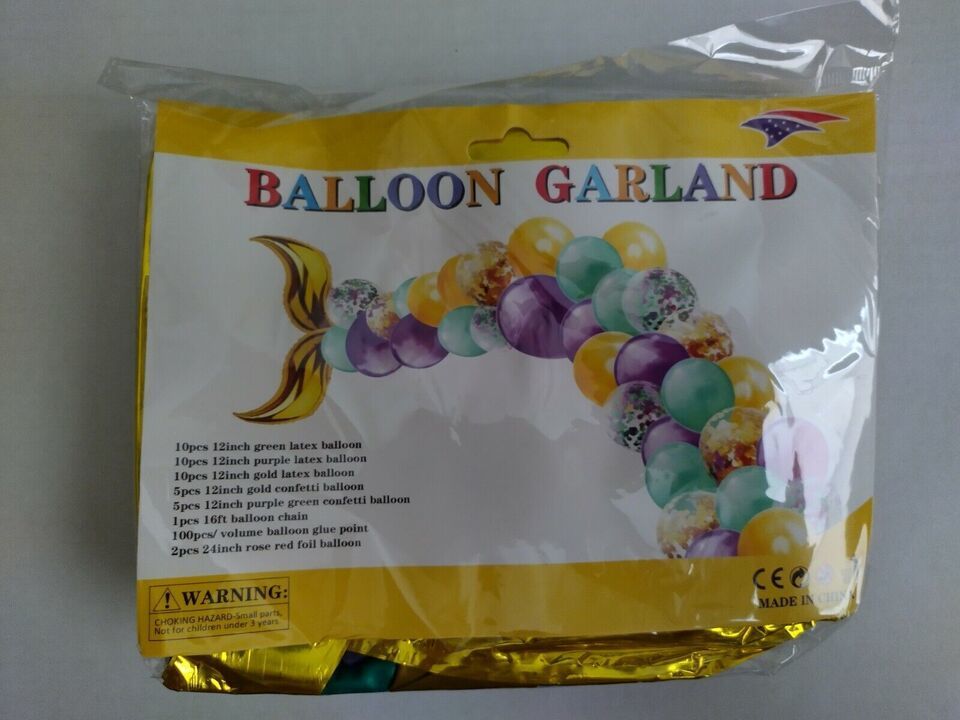 BALLOON GARLAND
10pcs 12inch green latex balloon
10pcs 12inch purple latex balloon
10pcs 12inch gold latex balloon
5pcs 12inch gold confetti balloon
5pcs 12inch purple green confetti balloon
1pcs 16ft balloon chain
100pcs/ volume balloon glue point
2pcs 24inch rose red foil balloon
WARNING:
CHOKING HAZARD-Small parts,
Not for children under 3 years.
CE
MADE IN CHINA